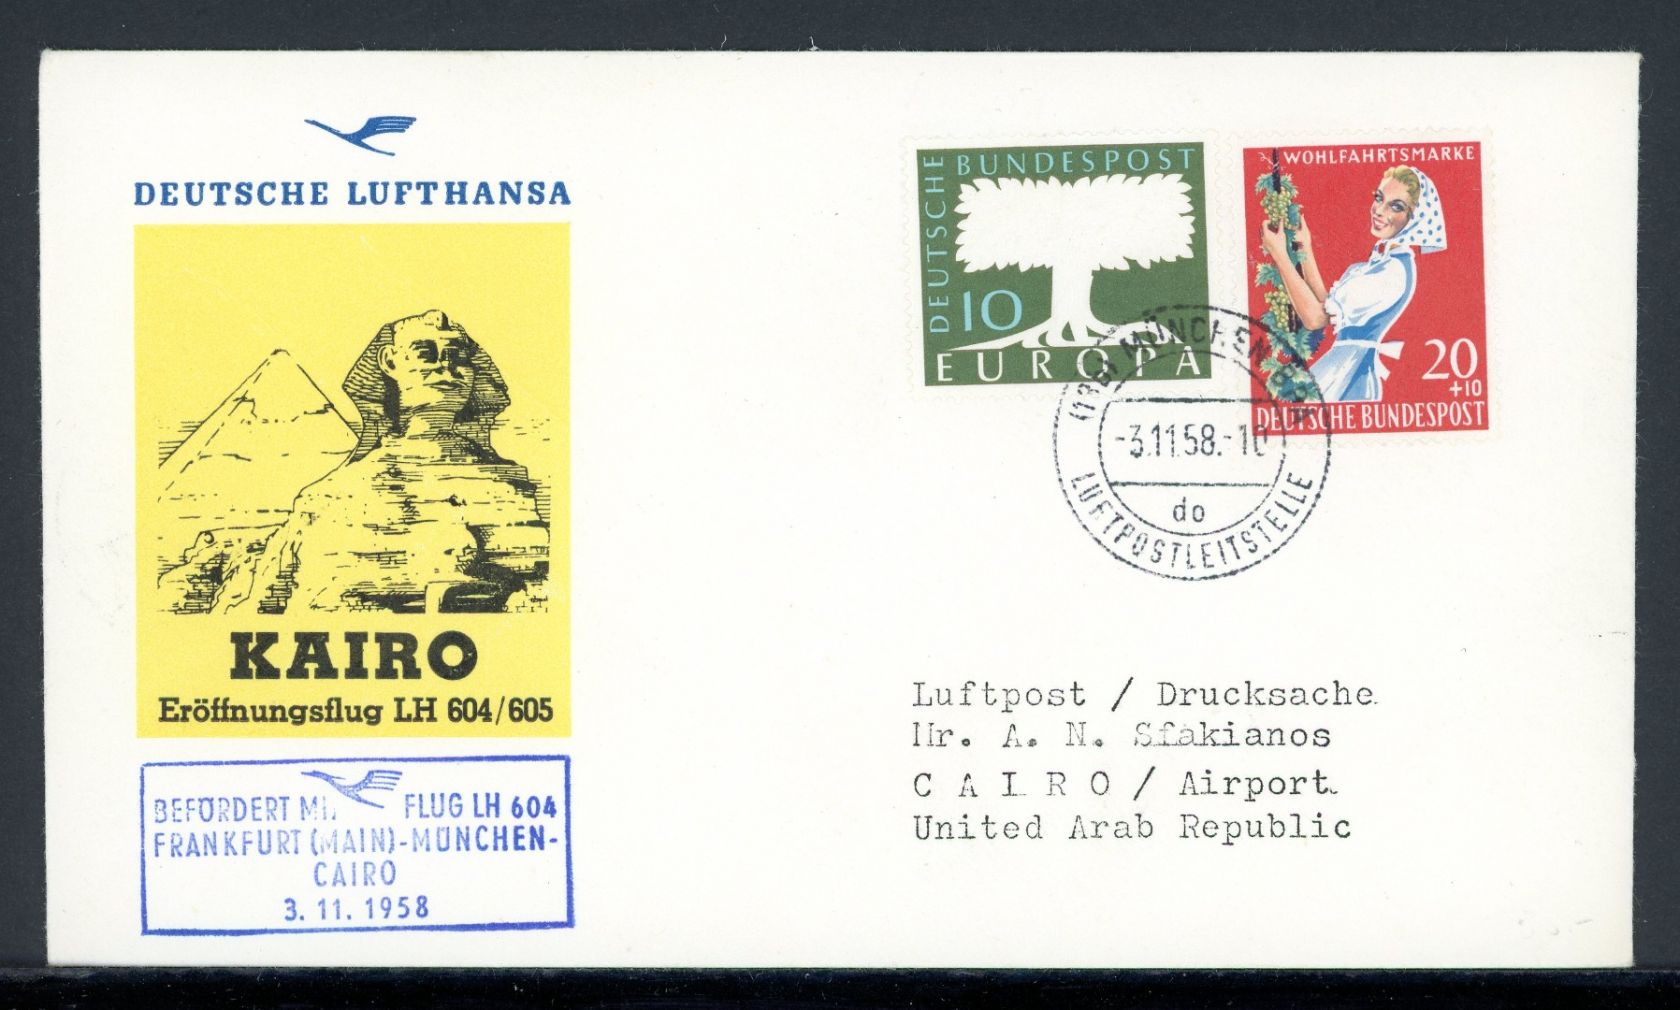 DEUTSCHE LUFTHANSA
KAIRO
Eröffnungsflug LH 604/605
BEFÖRDERT MIT FLUG LH 604
FRANKFURT (MAIN)-MÜNCHEN-
CAIRO
3. 11. 1958
DEUTSCHE BUNDESPOST
10
EUROPA
WOHLFAHRTSMARKE
20
+10
DEUTSCHE BUNDESPOST
(13B) MÜNCHEN
-3.11.58.-10
do
LUFTPOSTLEITSTELLE
Luftpost / Drucksache
Mr. A. N. Sfakianos
C A I R O / Airport
United Arab Republic